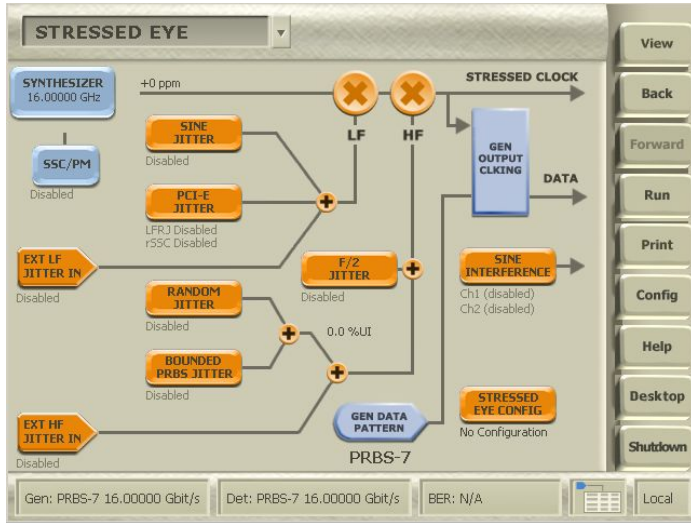 STRESSED EYE
View
SYNTHESIZER
16.00000 GHz
+0 ppm
STRESSED CLOCK
Back
SINE
JITTER
Disabled
LF
HF
GEN
OUTPUT
CLKING
Forward
SSC/PM
Disabled
DATA
PCI-E
JITTER
LFRJ Disabled
rSSC Disabled
Run
Print
EXT LF
JITTER IN
Disabled
F/2
JITTER
Disabled
SINE
INTERFERENCE
Ch1 (disabled)
Ch2 (disabled)
Config
RANDOM
JITTER
Disabled
0.0 %UI
Help
BOUNDED
PRBS JITTER
Disabled
STRESSED
EYE CONFIG
No Configuration
Desktop
EXT HF
JITTER IN
Disabled
GEN DATA
PATTERN
PRBS-7
Shutdown
Gen: PRBS-7 16.00000 Gbit/s
Det: PRBS-7 16.00000 Gbit/s
BER: N/A
Local